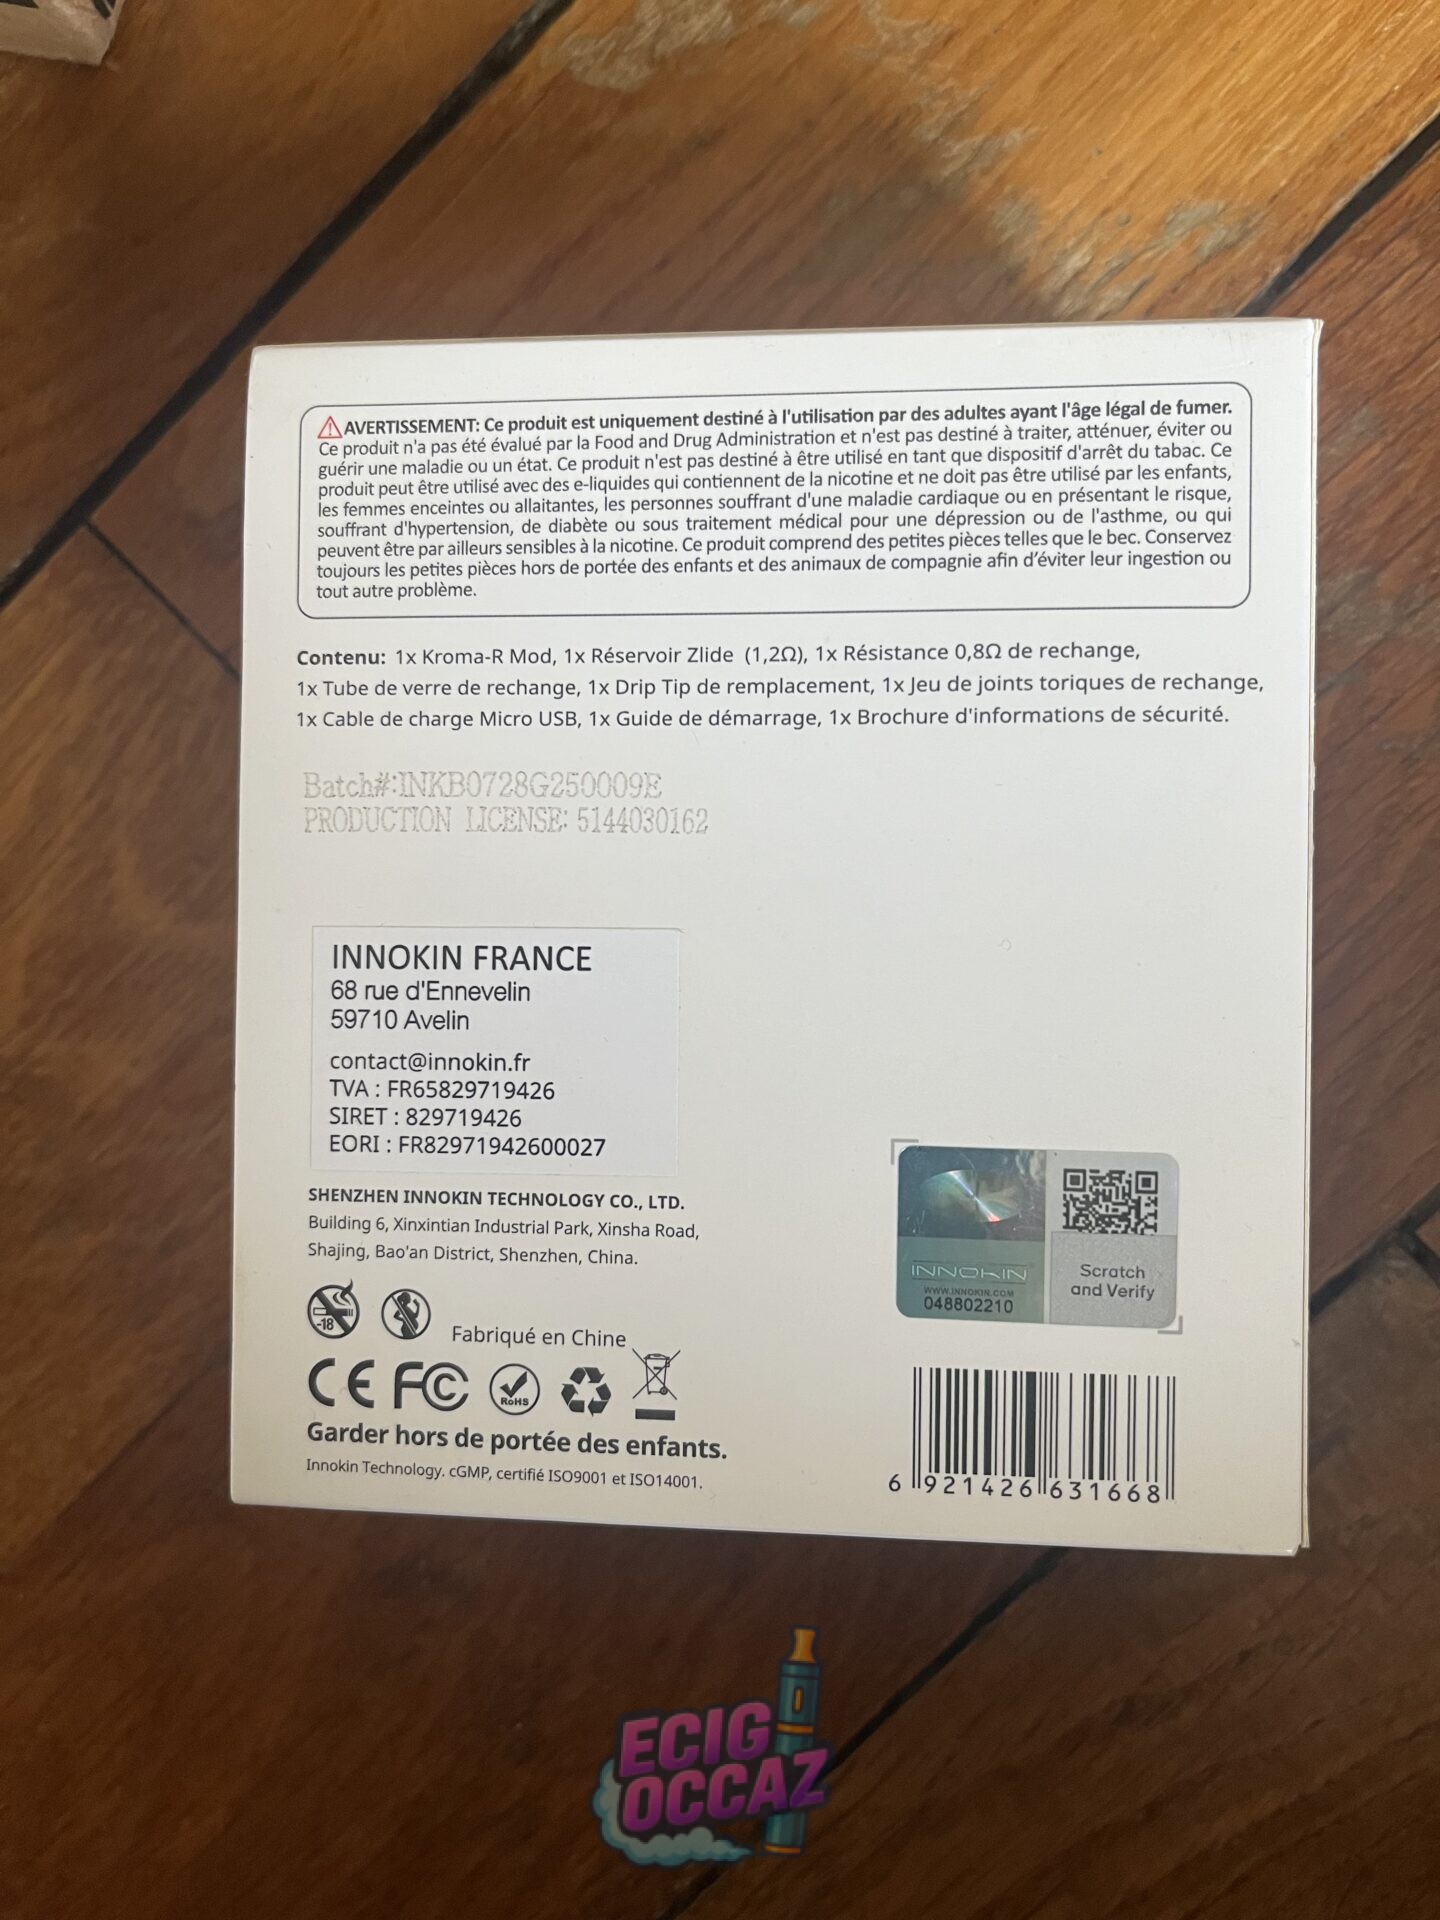 AVERTISSEMENT: Ce produit est uniquement destiné à l'utilisation par des adultes ayant l'âge légal de fumer.
Ce produit n'a pas été évalué par la Food and Drug Administration et n'est pas destiné à traiter, atténuer, éviter ou
guérir une maladie ou un état. Ce produit n'est pas destiné à être utilisé en tant que dispositif d'arrêt du tabac. Ce
produit peut être utilisé avec des e-liquides qui contiennent de la nicotine et ne doit pas être utilisé par les enfants,
les femmes enceintes ou allaitantes, les personnes souffrant d'une maladie cardiaque ou en présentant le risque,
souffrant d'hypertension, de diabète ou sous traitement médical pour une dépression ou de l'asthme, ou qui
peuvent être par ailleurs sensibles à la nicotine. Ce produit comprend des petites pièces telles que le bec. Conservez
toujours les petites pièces hors de portée des enfants et des animaux de compagnie afin d’éviter leur ingestion ou
tout autre problème.
Contenu: 1x Kroma-R Mod, 1x Réservoir Zlide (1,2Ω), 1x Résistance 0,8Ω de rechange,
1x Tube de verre de rechange, 1x Drip Tip de remplacement, 1x Jeu de joints toriques de rechange,
1x Cable de charge Micro USB, 1x Guide de démarrage, 1x Brochure d'informations de sécurité.
Batch#:INKB0728G250009E
PRODUCTION LICENSE: 5144030162
INNOKIN FRANCE
68 rue d'Ennevelin
59710 Avelin
contact@innokin.fr
TVA : FR65829719426
SIRET : 829719426
EORI : FR82971942600027
SHENZHEN INNOKIN TECHNOLOGY CO., LTD.
Building 6, Xinxintian Industrial Park, Xinsha Road,
Shajing, Bao'an District, Shenzhen, China.
-18
Fabriqué en Chine
CE FC RoHS
Garder hors de portée des enfants.
Innokin Technology. cGMP, certifié ISO9001 et ISO14001.
INNOKIN
WWW.INNOKIN.COM
048802210
Scratch
and Verify
6 921426 631668
ECIG
OCCAZ